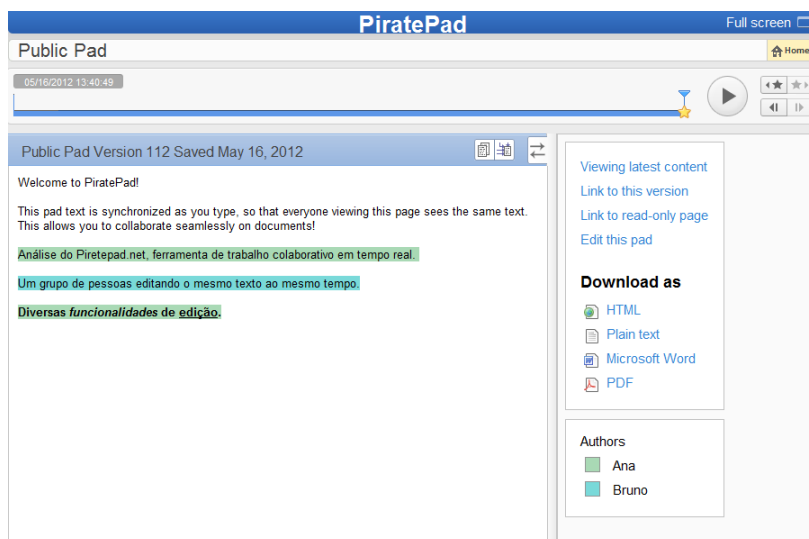 PiratePad
Full screen
Public Pad
Home
05/16/2012 13:40:49
Public Pad Version 112 Saved May 16, 2012
Welcome to PiratePad!
This pad text is synchronized as you type, so that everyone viewing this page sees the same text.
This allows you to collaborate seamlessly on documents!
Análise do Piretepad.net, ferramenta de trabalho colaborativo em tempo real.
Um grupo de pessoas editando o mesmo texto ao mesmo tempo.
Diversas funcionalidades de edição.
Viewing latest content
Link to this version
Link to read-only page
Edit this pad
Download as
HTML
Plain text
Microsoft Word
PDF
Authors
Ana
Bruno